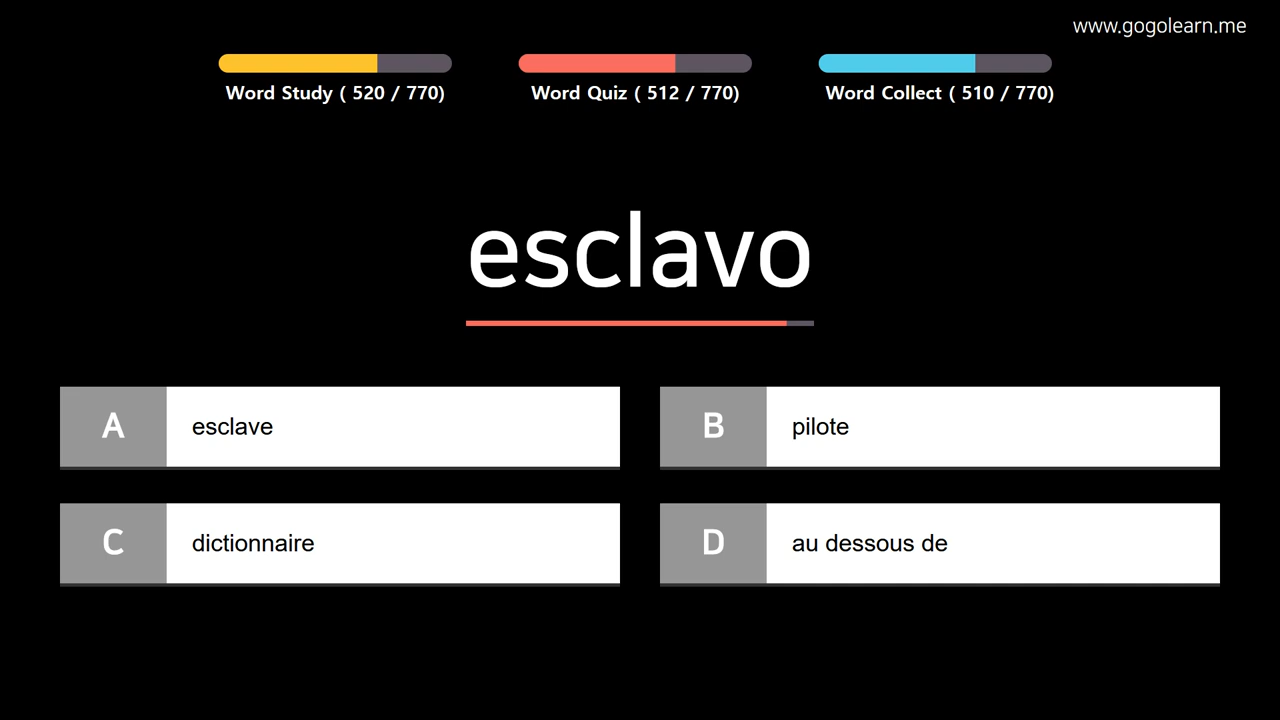 www.gogolearn.me
Word Study ( 520 / 770)
Word Quiz ( 512 / 770)
Word Collect ( 510 / 770)
esclavo
A esclave
B pilote
C dictionnaire
D au dessous de